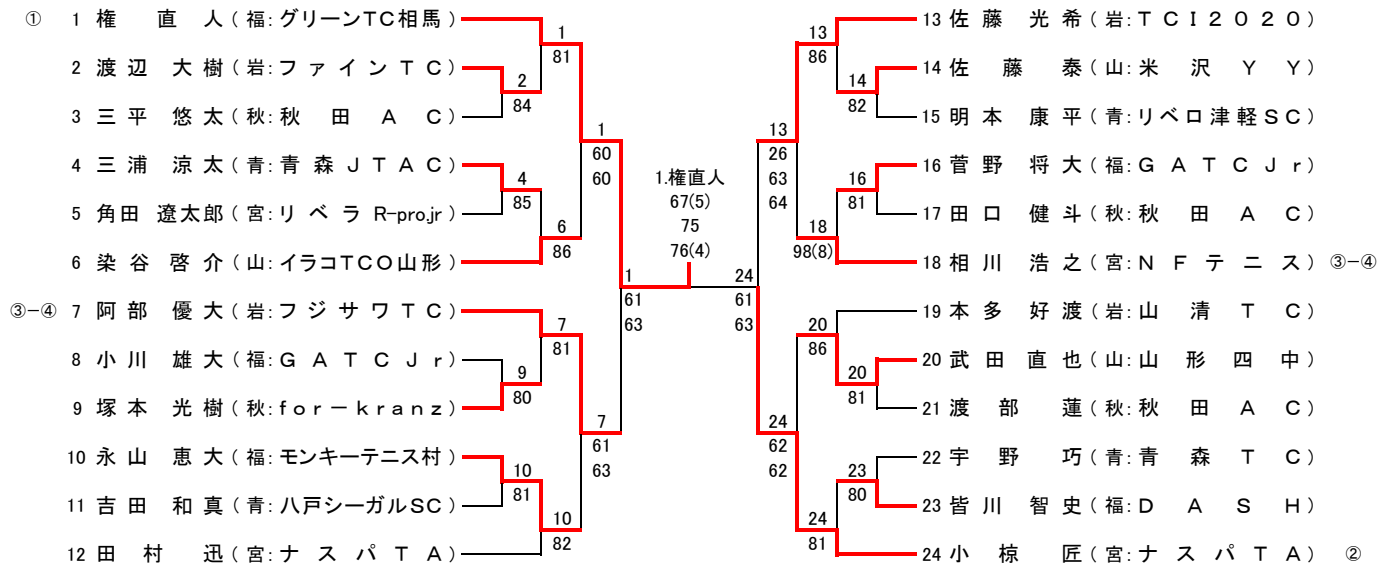 ① 1 権 直 人 (福:グリーンTC相馬)
2 渡 辺 大 樹 (岩:ファインTC)
3 三 平 悠 太 (秋:秋 田 A C)
4 三 浦 涼 太 (青:青森JTAC)
5 角田 遼太郎 (宮:リベラ R-pro.jr)
6 染 谷 啓 介 (山:イラコTCO山形)
③−④ 7 阿 部 優 大 (岩:フジサワTC)
8 小 川 雄 大 (福:GATCJr)
9 塚 本 光 樹 (秋:for−kranz)
10 永 山 恵 大 (福:モンキーテニス村)
11 吉 田 和 真 (青:八戸シーガルSC)
12 田 村 迅 (宮:ナスパTA)
2
84
4
85
9
80
10
81
1
81
6
86
7
81
10
82
1
60
60
7
61
63
1
61
63
1.権直人
67(5)
75
76(4)
24
61
63
13
26
63
64
24
62
62
13
86
18
98(8)
20
86
24
81
14
82
16
81
20
81
23
80
13 佐 藤 光 希 (岩:TCI2020)
14 佐 藤 泰 (山:米 沢 Y Y)
15 明 本 康 平 (青:リベロ津軽SC)
16 菅 野 将 大 (福:GATCJr)
17 田 口 健 斗 (秋:秋 田 A C)
18 相 川 浩 之 (宮:NFテニス) ③−④
19 本 多 好 渡 (岩:山 清 T C)
20 武 田 直 也 (山:山 形 四 中)
21 渡 部 蓮 (秋:秋 田 A C)
22 宇 野 巧 (青:青 森 T C)
23 皆 川 智 史 (福:D A S H)
24 小 椋 匠 (宮:ナスパTA) ②